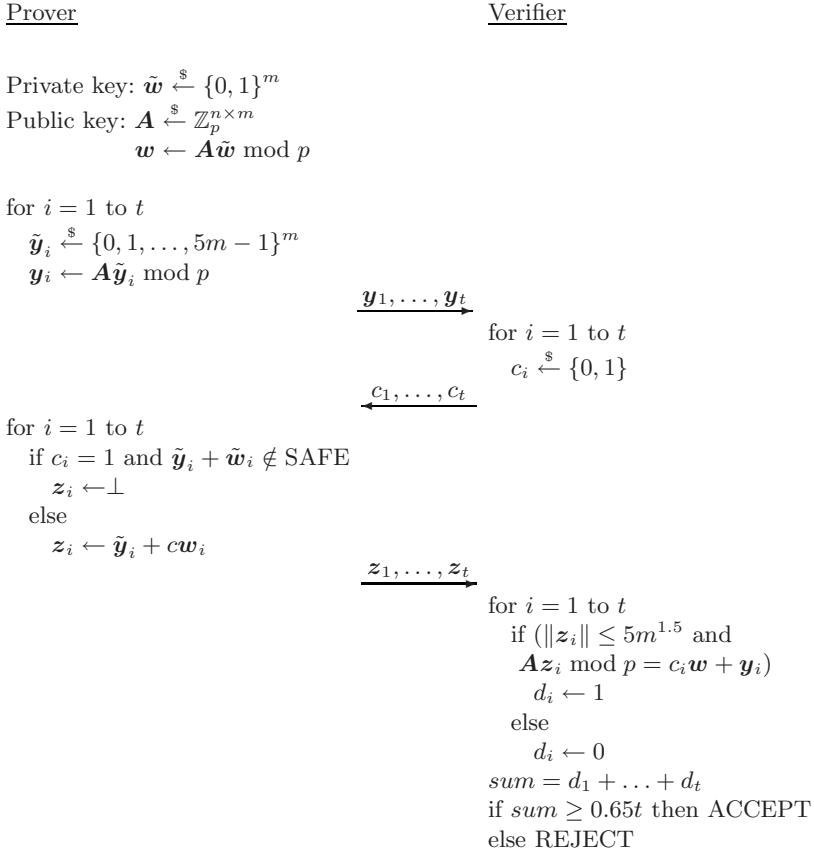 Prover
Verifier
Private key: w̃ ←$ {0, 1}^m
Public key: A ←$ ℤ_p^{n×m}
w ← Aw̃ mod p
for i = 1 to t
ỹ_i ←$ {0, 1, . . . , 5m − 1}^m
y_i ← Aỹ_i mod p
y_1, . . . , y_t
for i = 1 to t
c_i ←$ {0, 1}
c_1, . . . , c_t
for i = 1 to t
if c_i = 1 and ỹ_i + w̃_i ∉ SAFE
z_i ←⊥
else
z_i ← ỹ_i + cw_i
z_1, . . . , z_t
for i = 1 to t
if (‖z_i‖ ≤ 5m^{1.5} and
Az_i mod p = c_i w + y_i)
d_i ← 1
else
d_i ← 0
sum = d_1 + . . . + d_t
if sum ≥ 0.65t then ACCEPT
else REJECT